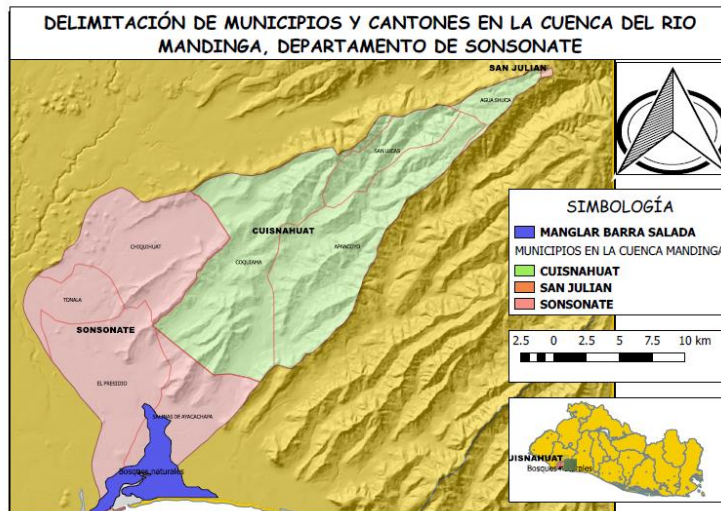 DELIMITACIÓN DE MUNICIPIOS Y CANTONES EN LA CUENCA DEL RIO
MANDINGA, DEPARTAMENTO DE SONSONATE
SAN JULIAN
AGUA SHUCA
SAN LUCAS
CUISNAHUAT
APANCOYO
COQUIAMA
CHIQUIHUAT
TONALA
SONSONATE
EL PRESIDIO
SALINAS DE AYACACHAPA
Bosques naturales
SIMBOLOGÍA
MANGLAR BARRA SALADA
MUNICIPIOS EN LA CUENCA MANDINGA
CUISNAHUAT
SAN JULIAN
SONSONATE
2.5 0 2.5 5 7.5 10 km
UISNAHUAT
Bosques naturales